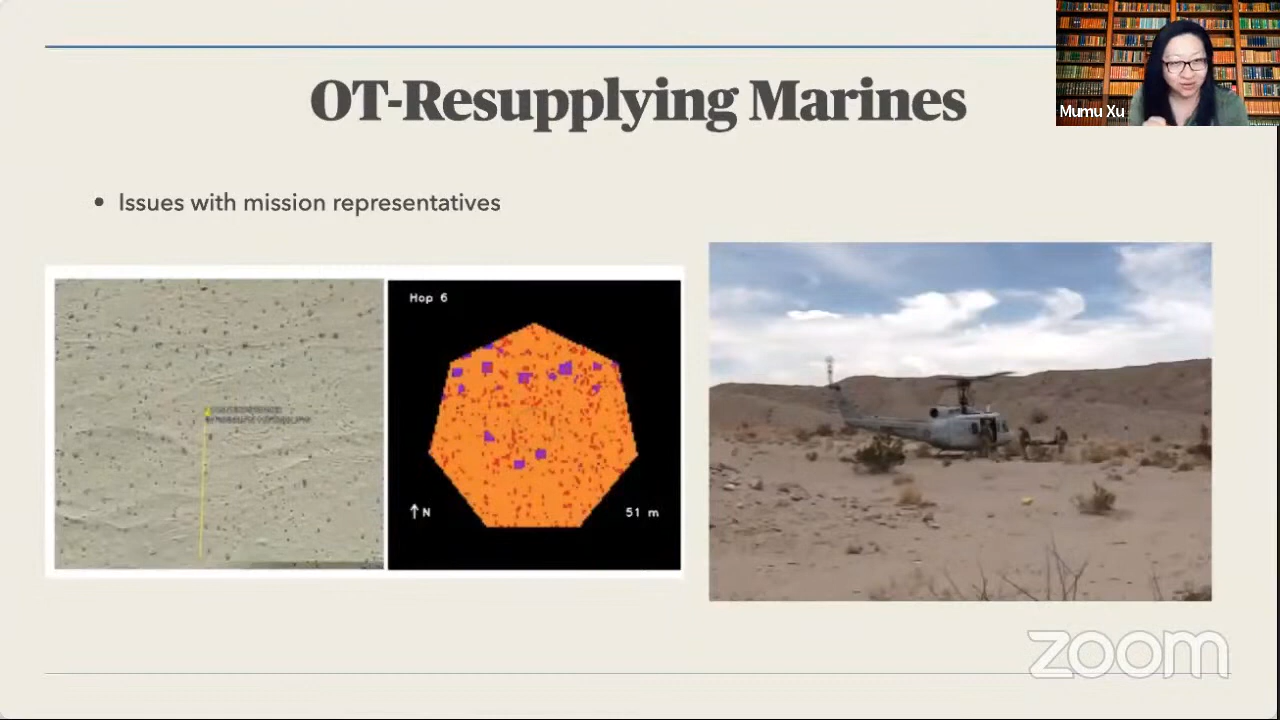 OT-Resupplying Marines
Mumu Xu
• Issues with mission representatives
Hop 6
N
51 m
zoom